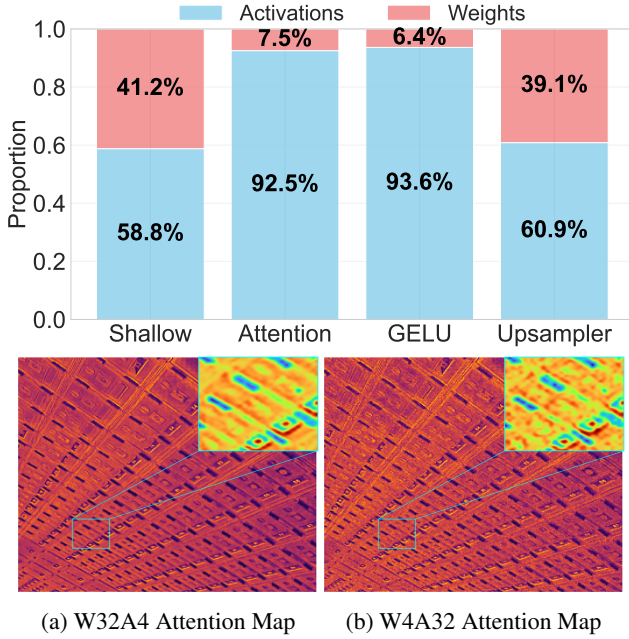 Activations Weights
1.0
0.8
0.6
0.4
0.2
0.0
Proportion
41.2% 7.5% 6.4% 39.1%
58.8% 92.5% 93.6% 60.9%
Shallow Attention GELU Upsampler
(a) W32A4 Attention Map (b) W4A32 Attention Map